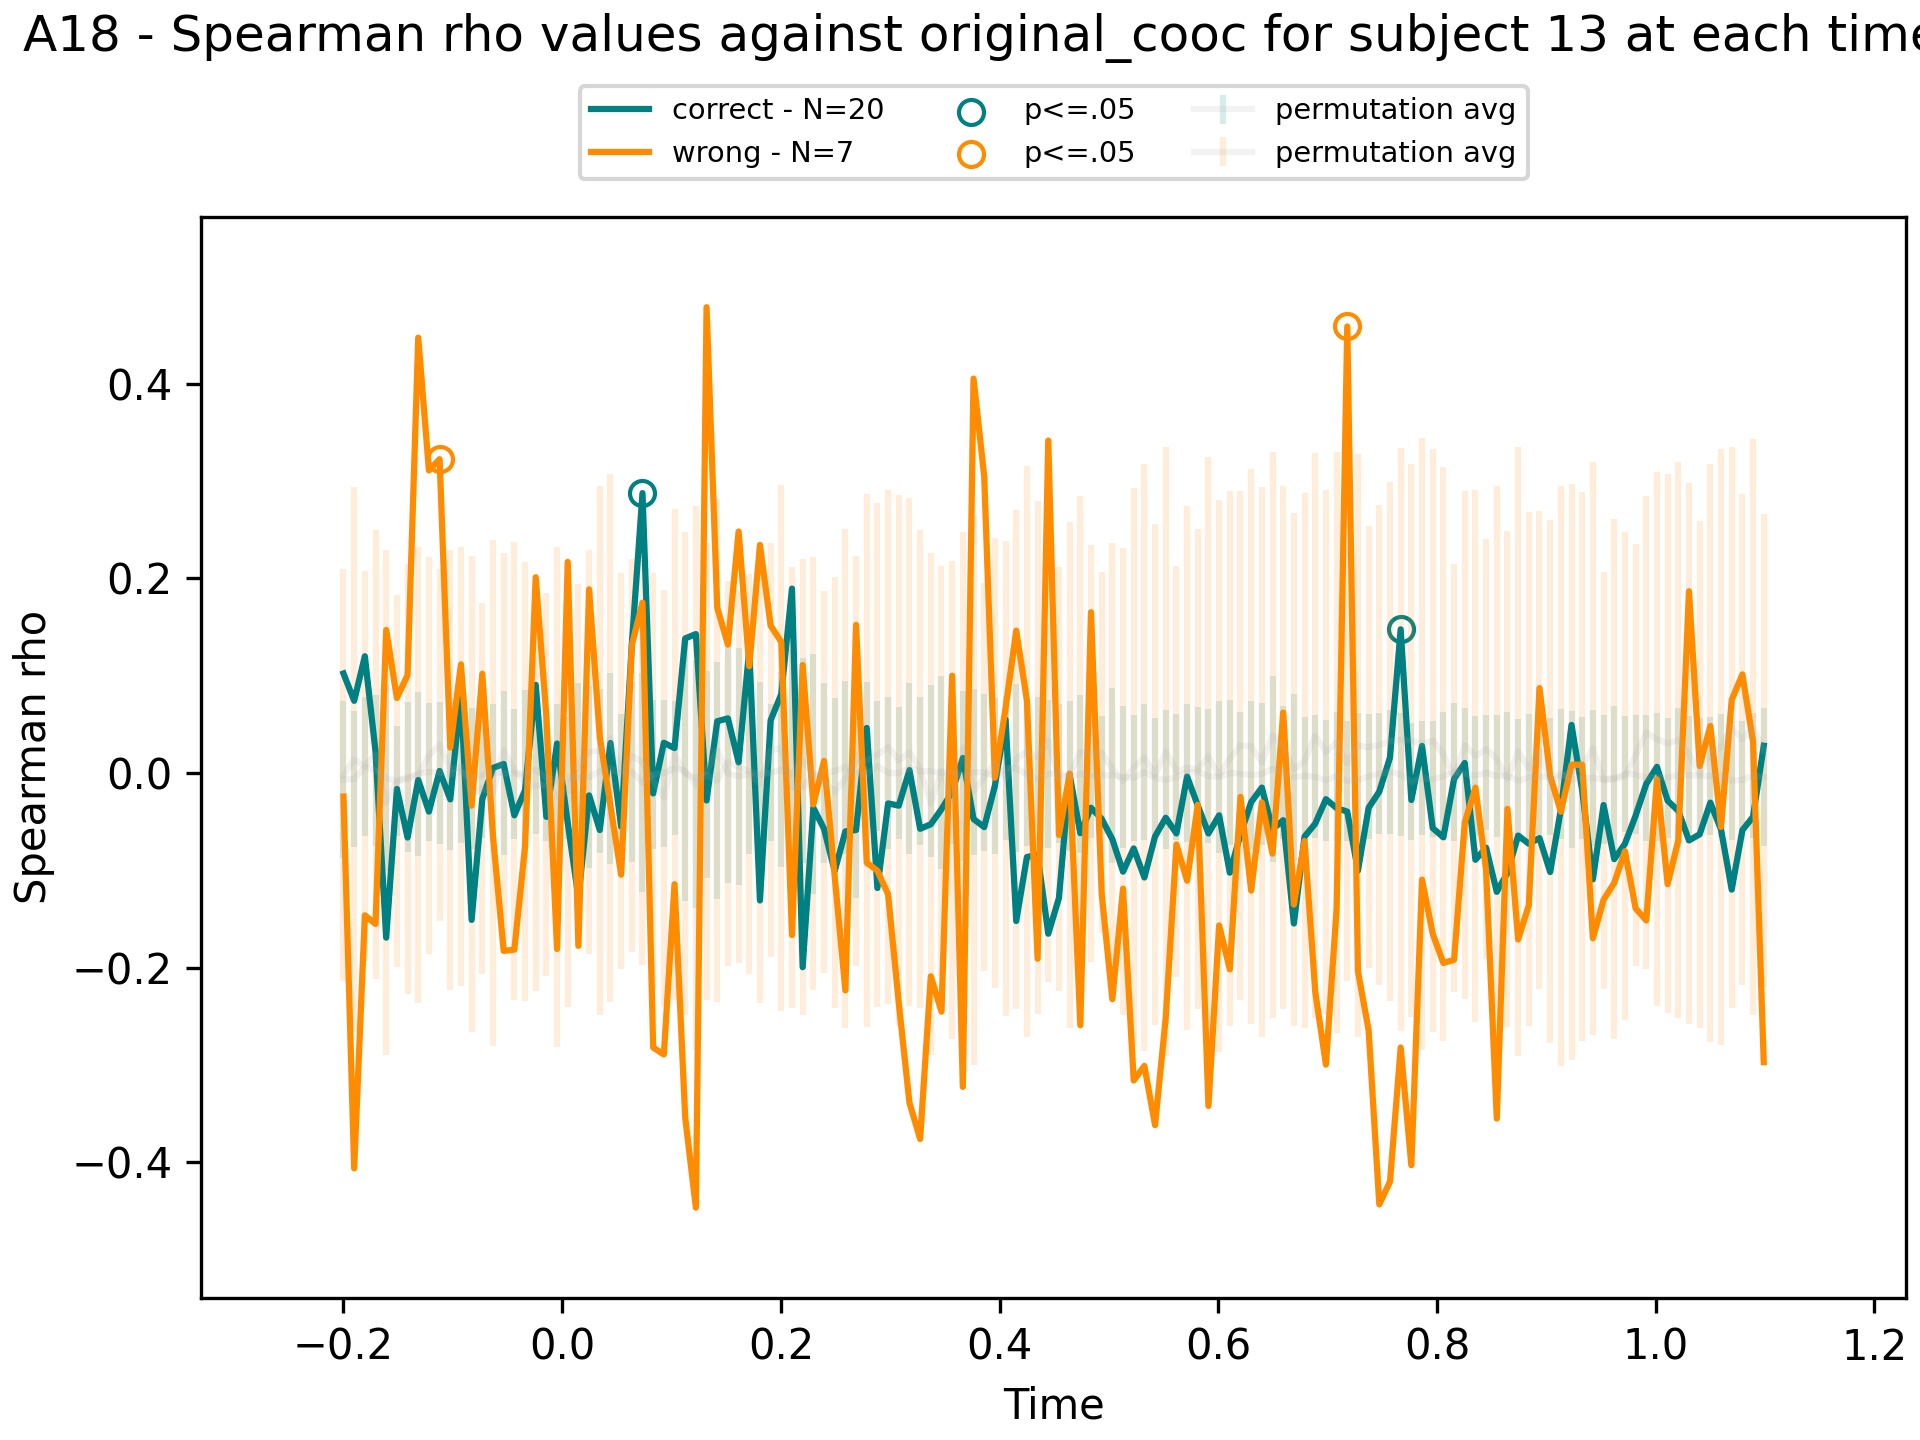 A18 - Spearman rho values against original_cooc for subject 13 at each time
correct - N=20
wrong - N=7
p<=.05
p<=.05
permutation avg
permutation avg
Spearman rho
0.4
0.2
0.0
−0.2
−0.4
−0.2
0.0
0.2
0.4
0.6
0.8
1.0
1.2
Time